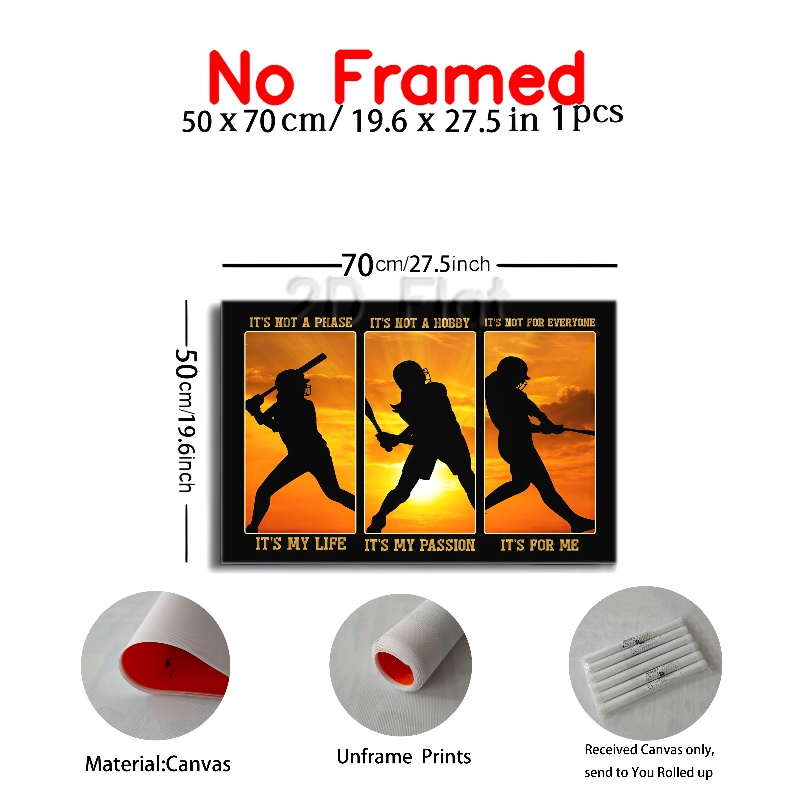 No Framed
50 x 70 cm/ 19.6 x 27.5 in 1pcs
70cm/27.5inch
2D Flat
50cm/19.6inch
IT'S NOT A PHASE IT'S NOT A HOBBY IT'S NOT FOR EVERYONE
IT'S MY LIFE IT'S MY PASSION IT'S FOR ME
Material:Canvas
Unframe Prints
Received Canvas only,
send to You Rolled up